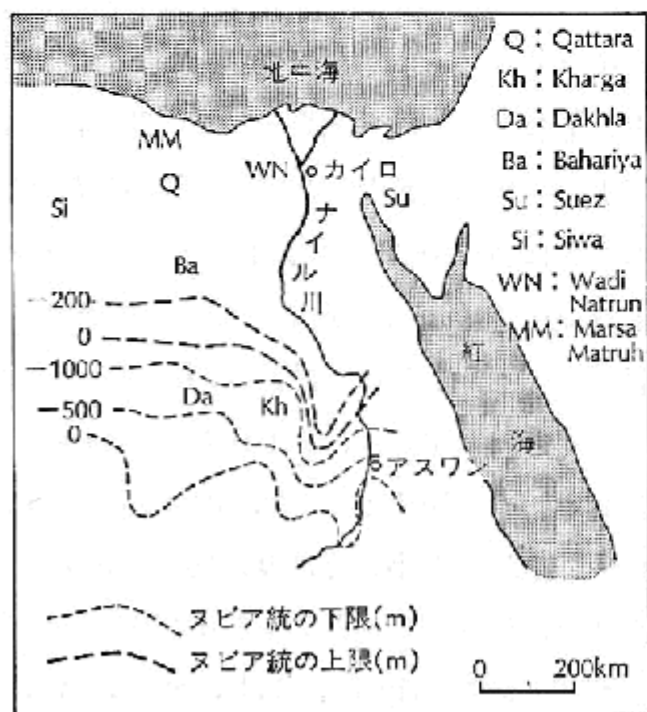 地中海
MM
WN
カイロ
Q
Su
Si
ナイル川
Ba
-200
0
-1000
Da
Kh
-500
0
アスワン
紅海
Q：Qattara
Kh：Kharga
Da：Dakhla
Ba：Bahariya
Su：Suez
Si：Siwa
WN：Wadi
Natrun
MM：Marsa
Matruh
ヌビア統の下限(m)
ヌビア統の上限(m)
0 200km